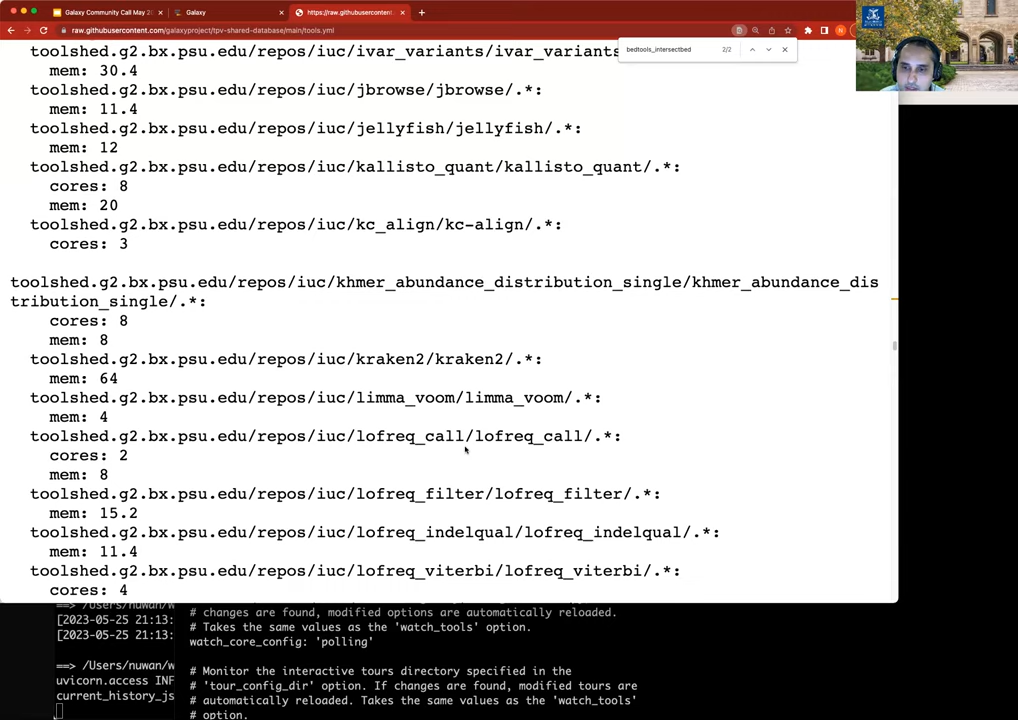 Galaxy Community Call May 2
Galaxy
https://raw.githubusercontent.
raw.githubusercontent.com/galaxyproject/tpv-shared-database/main/tools.yml
bedtools_intersectbed 2/2
toolshed.g2.bx.psu.edu/repos/iuc/ivar_variants/ivar_variants
mem: 30.4
toolshed.g2.bx.psu.edu/repos/iuc/jbrowse/jbrowse/.*:
mem: 11.4
toolshed.g2.bx.psu.edu/repos/iuc/jellyfish/jellyfish/.*:
mem: 12
toolshed.g2.bx.psu.edu/repos/iuc/kallisto_quant/kallisto_quant/.*:
cores: 8
mem: 20
toolshed.g2.bx.psu.edu/repos/iuc/kc_align/kc-align/.*:
cores: 3
toolshed.g2.bx.psu.edu/repos/iuc/khmer_abundance_distribution_single/khmer_abundance_dis
tribution_single/.*:
cores: 8
mem: 8
toolshed.g2.bx.psu.edu/repos/iuc/kraken2/kraken2/.*:
mem: 64
toolshed.g2.bx.psu.edu/repos/iuc/limma_voom/limma_voom/.*:
mem: 4
toolshed.g2.bx.psu.edu/repos/iuc/lofreq_call/lofreq_call/.*:
cores: 2
mem: 8
toolshed.g2.bx.psu.edu/repos/iuc/lofreq_filter/lofreq_filter/.*:
mem: 15.2
toolshed.g2.bx.psu.edu/repos/iuc/lofreq_indelqual/lofreq_indelqual/.*:
mem: 11.4
toolshed.g2.bx.psu.edu/repos/iuc/lofreq_viterbi/lofreq_viterbi/.*:
cores: 4
==> /Users/nuwan/w
[2023-05-25 21:13:
[2023-05-25 21:13:
==> /Users/nuwan/w
uvicorn.access INF
current_history_js
# changes are found, modified options are automatically reloaded.
# Takes the same values as the 'watch_tools' option.
watch_core_config: 'polling'
# Monitor the interactive tours directory specified in the
# 'tour_config_dir' option. If changes are found, modified tours are
# automatically reloaded. Takes the same values as the 'watch_tools'
# option.